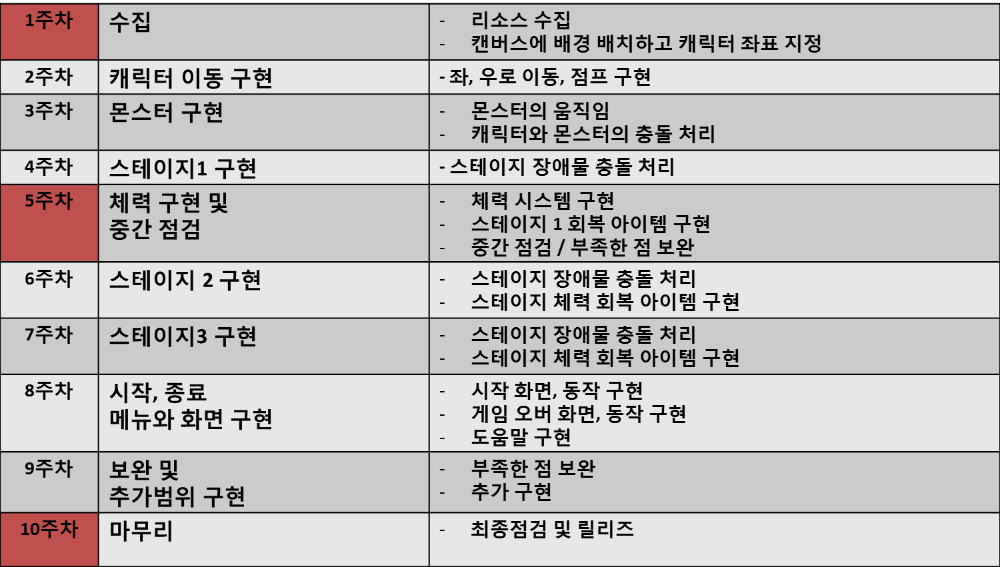 1주차 수집 - 리소스 수집
- 캔버스에 배경 배치하고 캐릭터 좌표 지정
2주차 캐릭터 이동 구현 - 좌, 우로 이동, 점프 구현
3주차 몬스터 구현 - 몬스터의 움직임
- 캐릭터와 몬스터의 충돌 처리
4주차 스테이지1 구현 - 스테이지 장애물 충돌 처리
5주차 체력 구현 및 - 체력 시스템 구현
중간 점검 - 스테이지 1 회복 아이템 구현
- 중간 점검 / 부족한 점 보완
6주차 스테이지 2 구현 - 스테이지 장애물 충돌 처리
- 스테이지 체력 회복 아이템 구현
7주차 스테이지3 구현 - 스테이지 장애물 충돌 처리
- 스테이지 체력 회복 아이템 구현
8주차 시작, 종료 - 시작 화면, 동작 구현
메뉴와 화면 구현 - 게임 오버 화면, 동작 구현
- 도움말 구현
9주차 보완 및 - 부족한 점 보완
추가범위 구현 - 추가 구현
10주차 마무리 - 최종점검 및 릴리즈